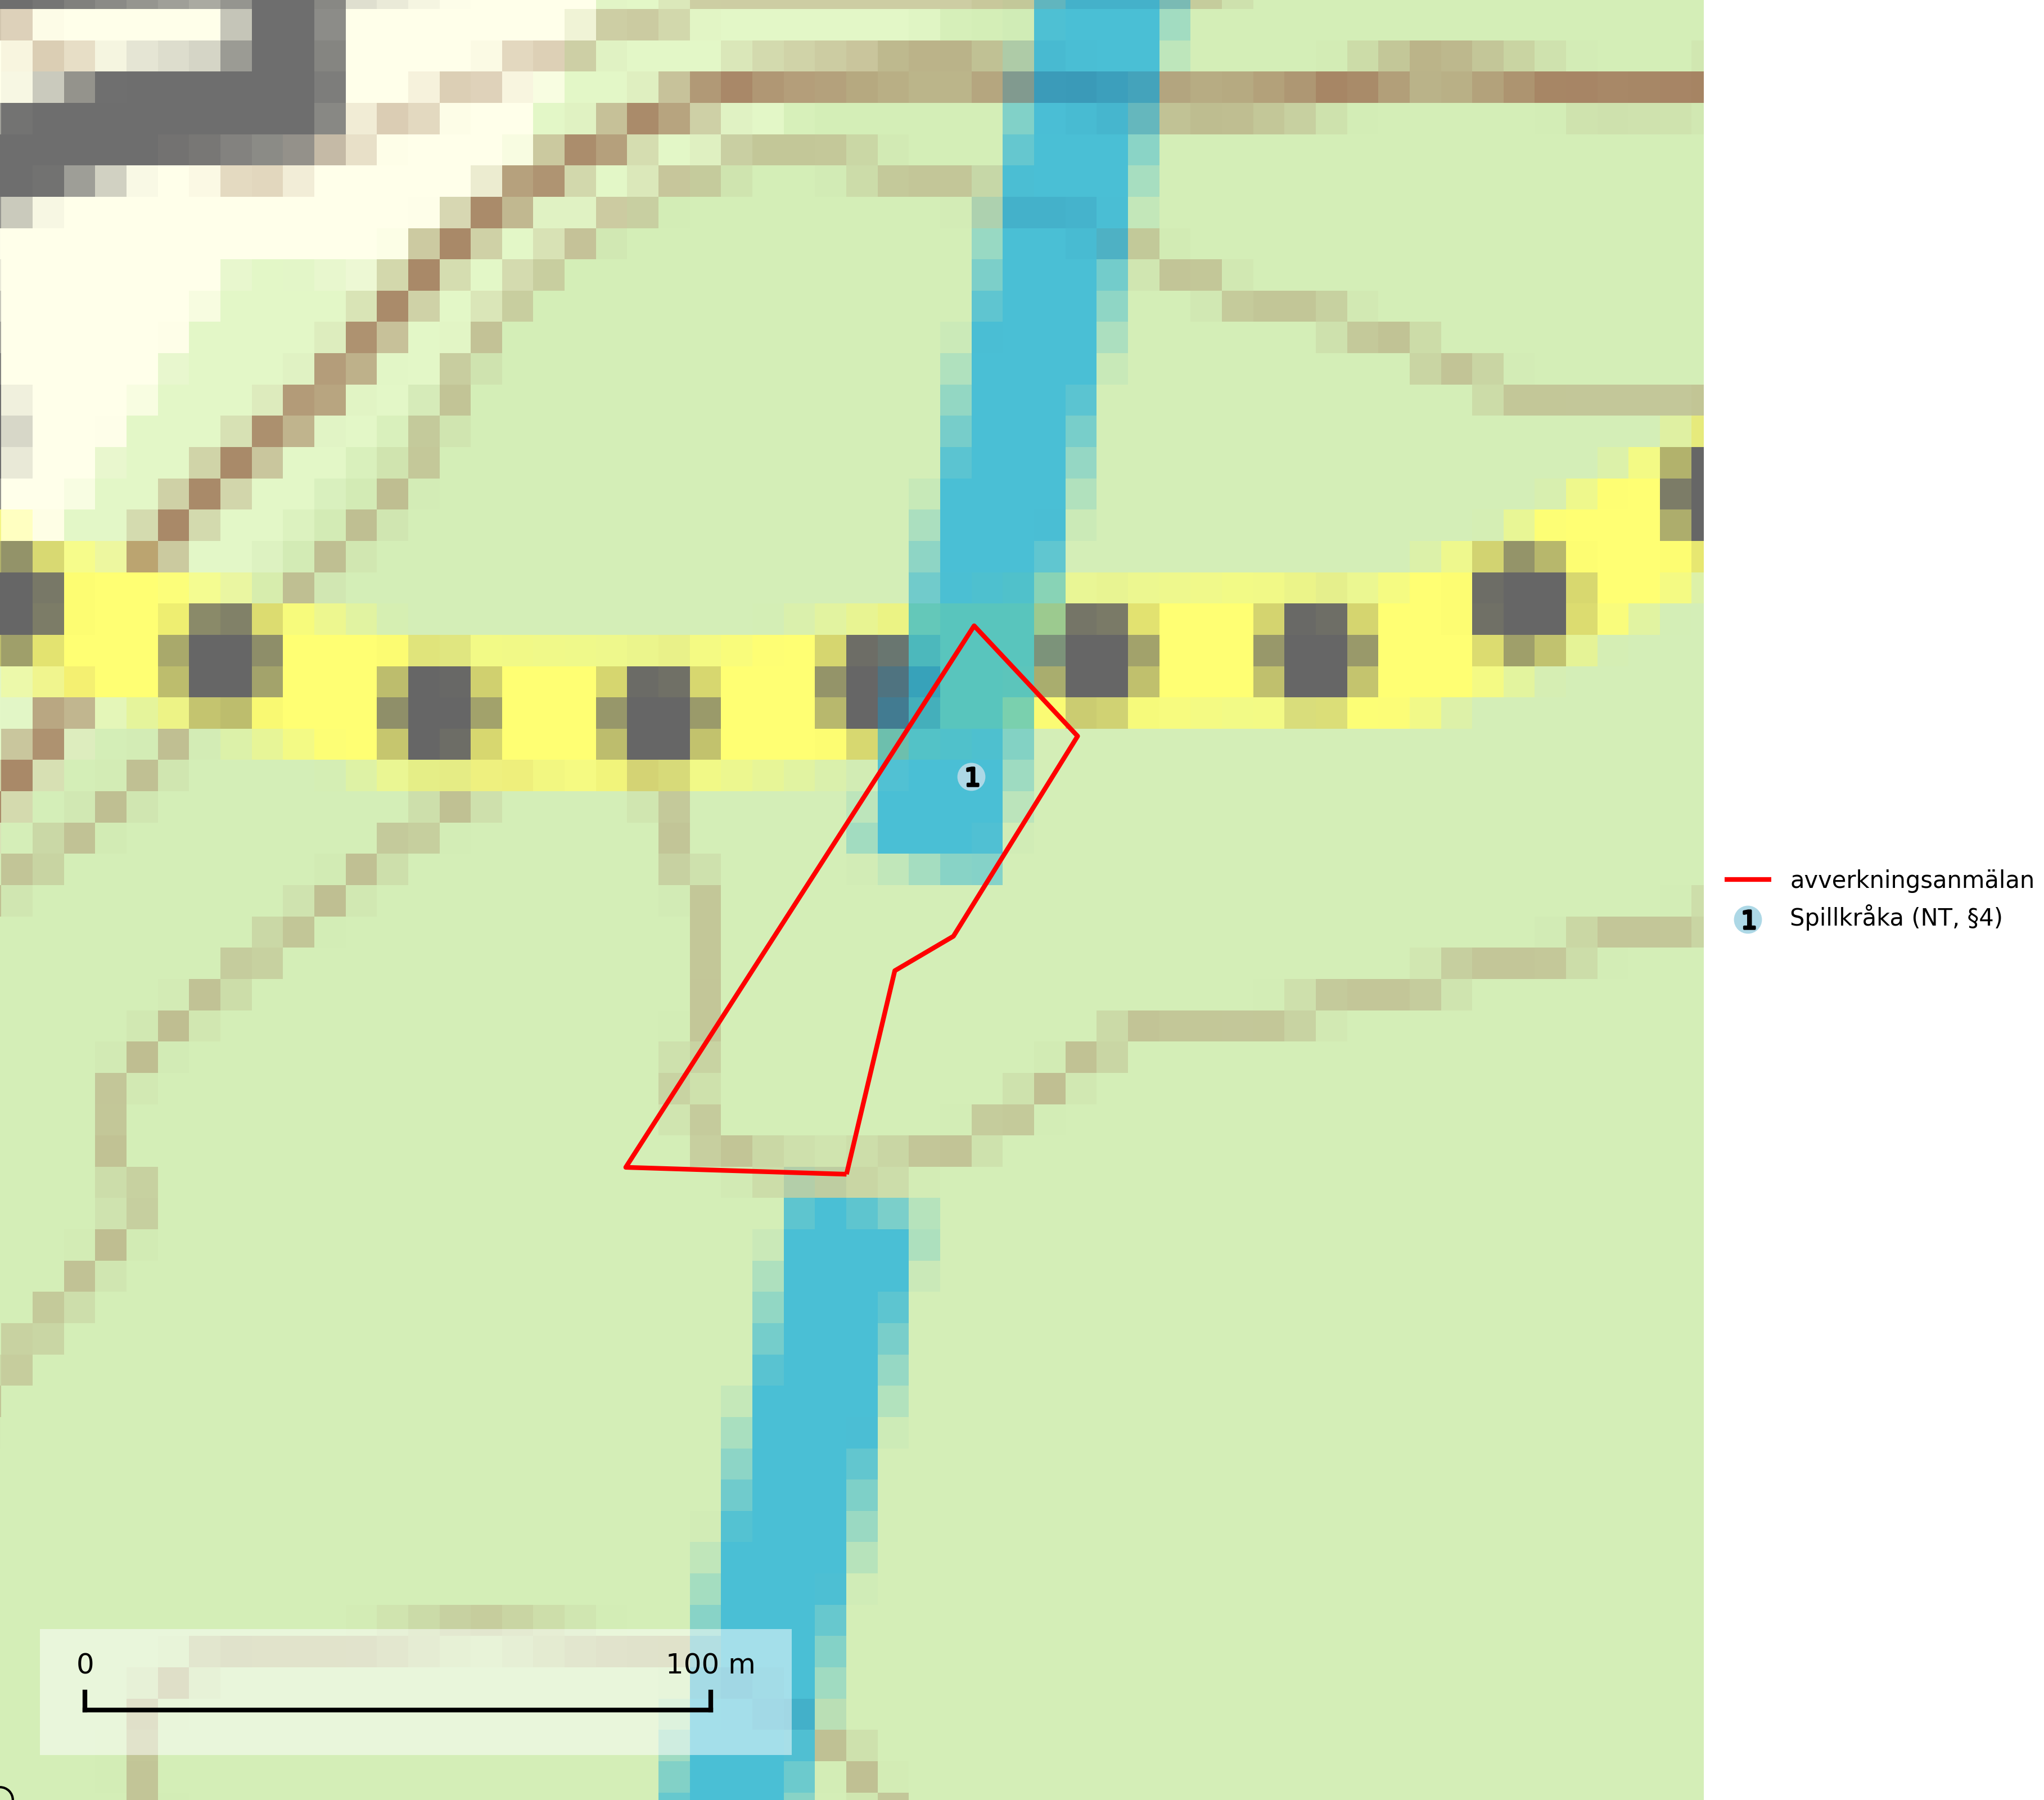 1
avverkningsanmälan
1 Spillkråka (NT, §4)
0 100 m